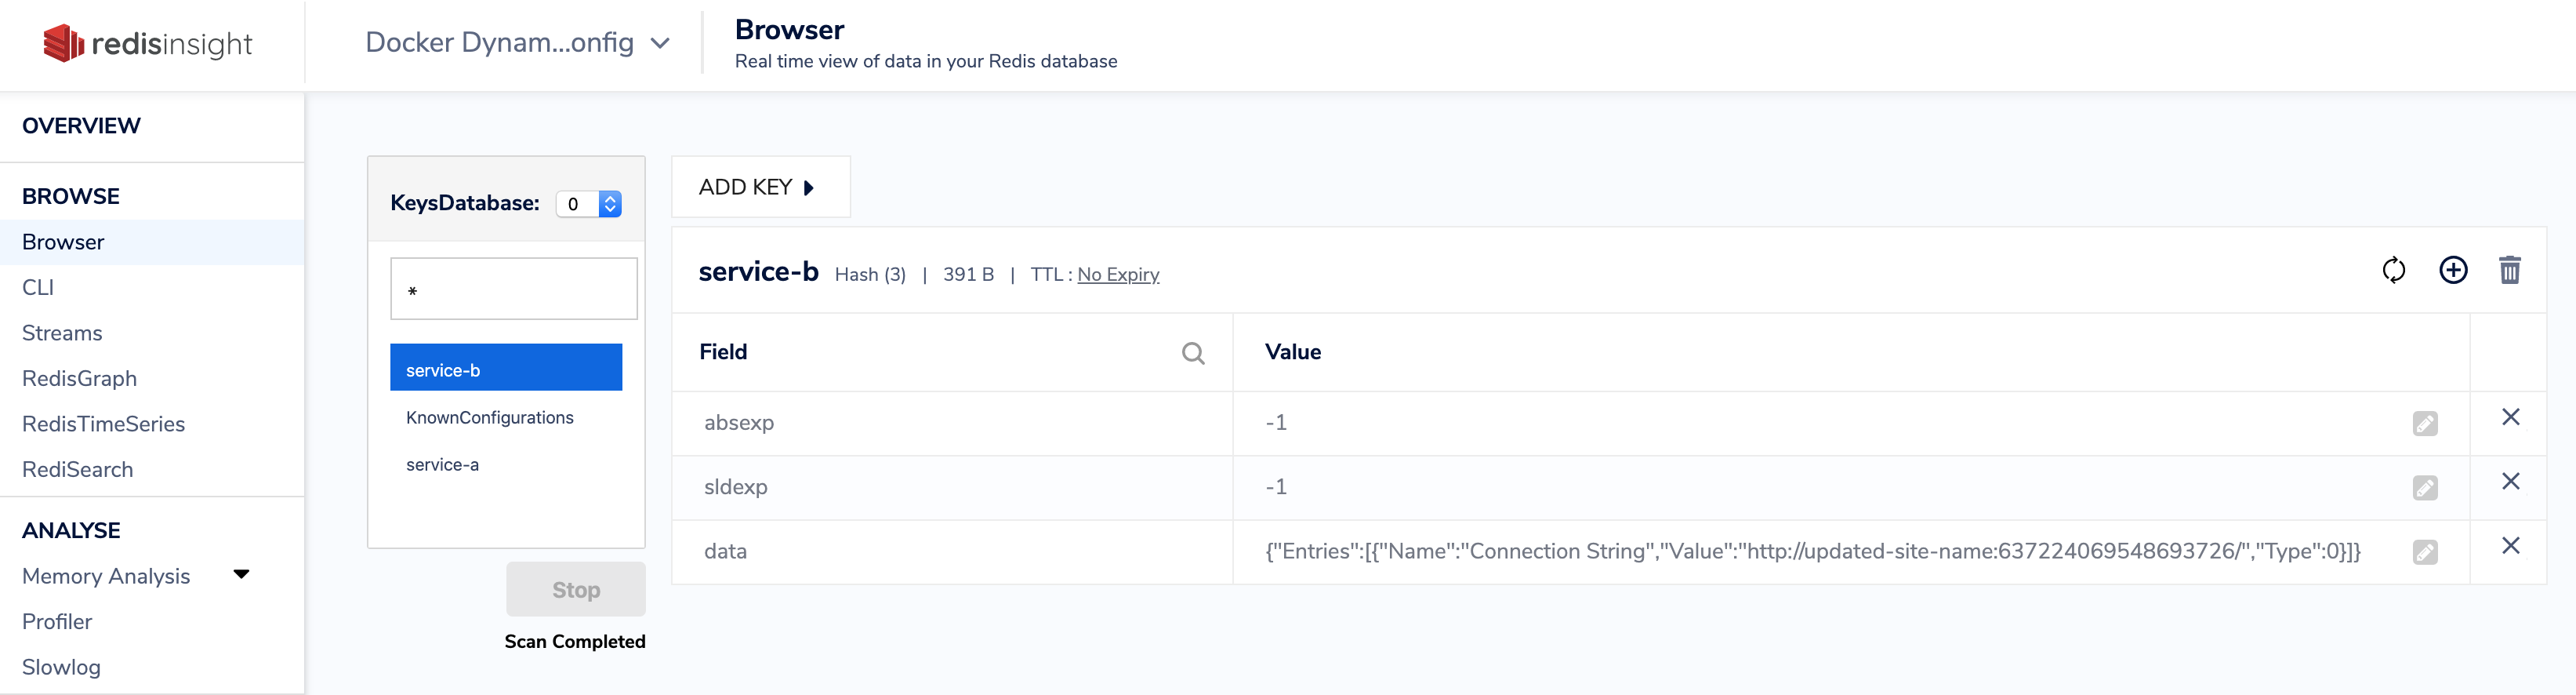 redisinsight
Docker Dynam...onfig
Browser
Real time view of data in your Redis database
OVERVIEW
BROWSE
Browser
CLI
Streams
RedisGraph
RedisTimeSeries
RediSearch
ANALYSE
Memory Analysis
Profiler
Slowlog
KeysDatabase: 0
*
service-b
KnownConfigurations
service-a
Stop
Scan Completed
ADD KEY
service-b Hash (3) | 391 B | TTL : No Expiry
Field Value
absexp -1
sldexp -1
data {"Entries":[{"Name":"Connection String","Value":"http://updated-site-name:637224069548693726/","Type":0}]}